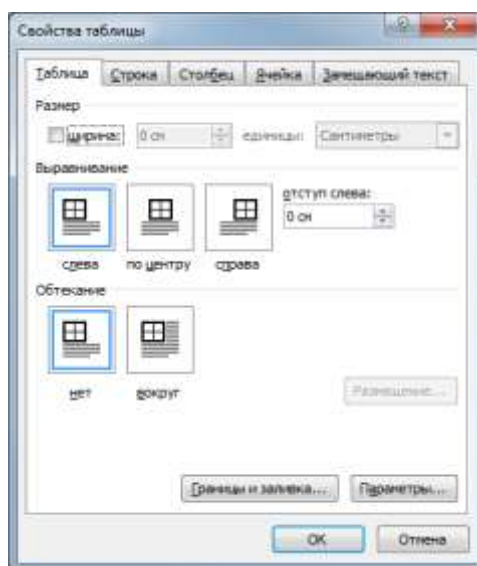 Свойства таблицы
Таблица Строка Столбец Ячейка Замещающий текст
Размер
ширина: 0 см единицы: Сантиметры
Выравнивание
отступ слева:
0 см
слева по центру справа
Обтекание
нет вокруг
Размещение...
Границы и заливка... Параметры...
ОК Отмена